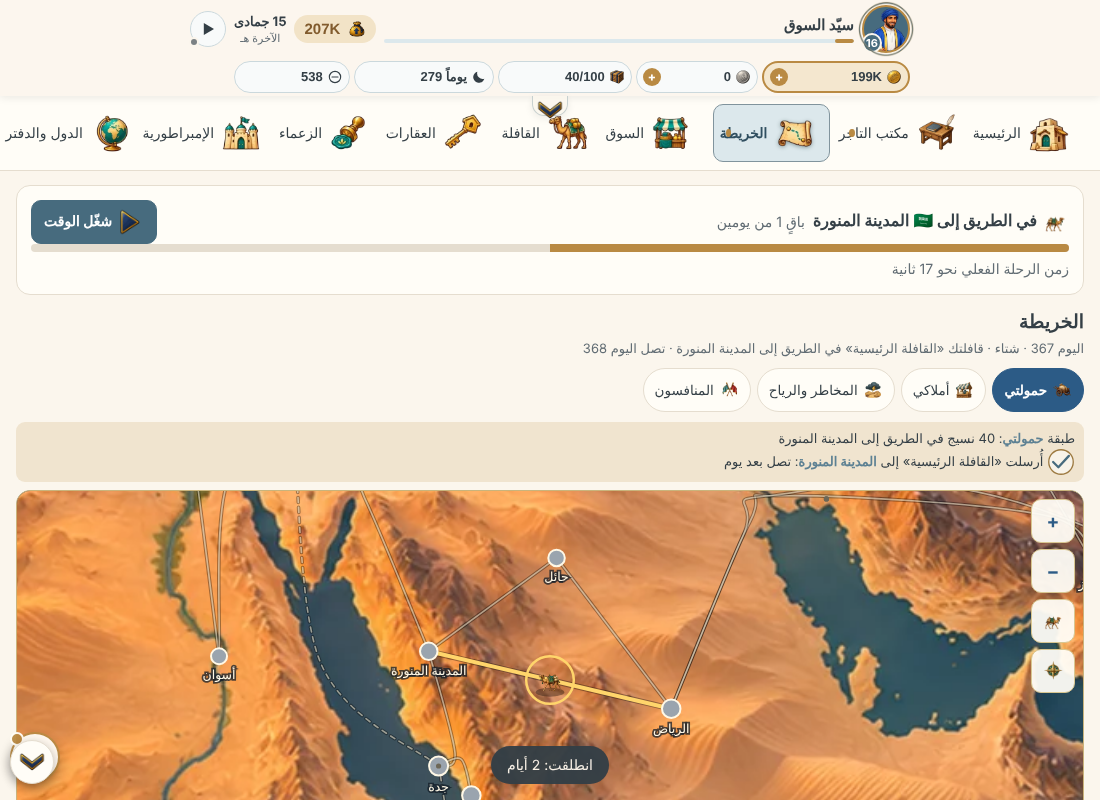 سيّد السوق
16
207K
15 جمادى
الآخرة هـ
199K
0
40/100
279 يوماً
538
الرئيسية
مكتب التاجر
الخريطة
السوق
القافلة
العقارات
الزعماء
الإمبراطورية
الدول والدفتر
في الطريق إلى 🇸🇦 المدينة المنورة باقٍ 1 من يومين
شغّل الوقت
زمن الرحلة الفعلي نحو 17 ثانية
الخريطة
اليوم 367 · شتاء · قافلتك «القافلة الرئيسية» في الطريق إلى المدينة المنورة · تصل اليوم 368
حمولتي
أملاكي
المخاطر والرياح
المنافسون
طبقة حمولتي: 40 نسيج في الطريق إلى المدينة المنورة
أُرسلت «القافلة الرئيسية» إلى المدينة المنورة: تصل بعد يوم
+
−
حائل
المدينة المنورة
أسوان
الرياض
جدة
انطلقت: 2 أيام